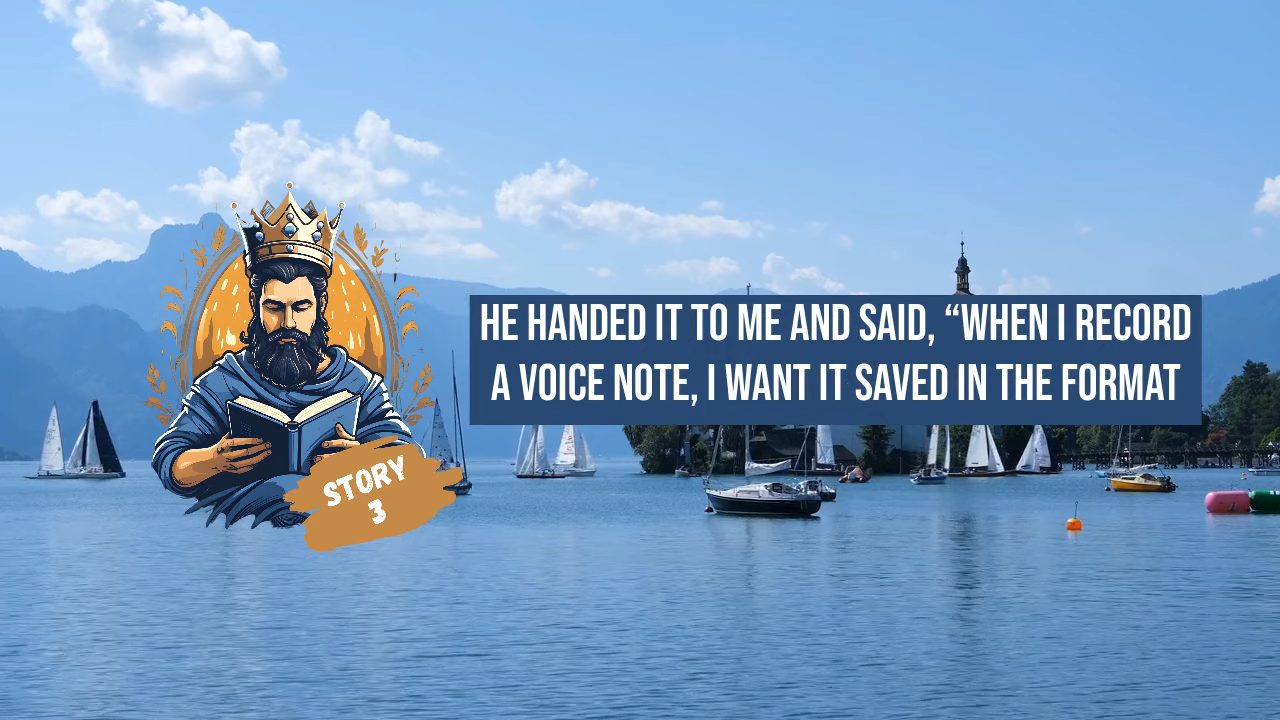 STORY
3
HE HANDED IT TO ME AND SAID, “WHEN I RECORD
A VOICE NOTE, I WANT IT SAVED IN THE FORMAT